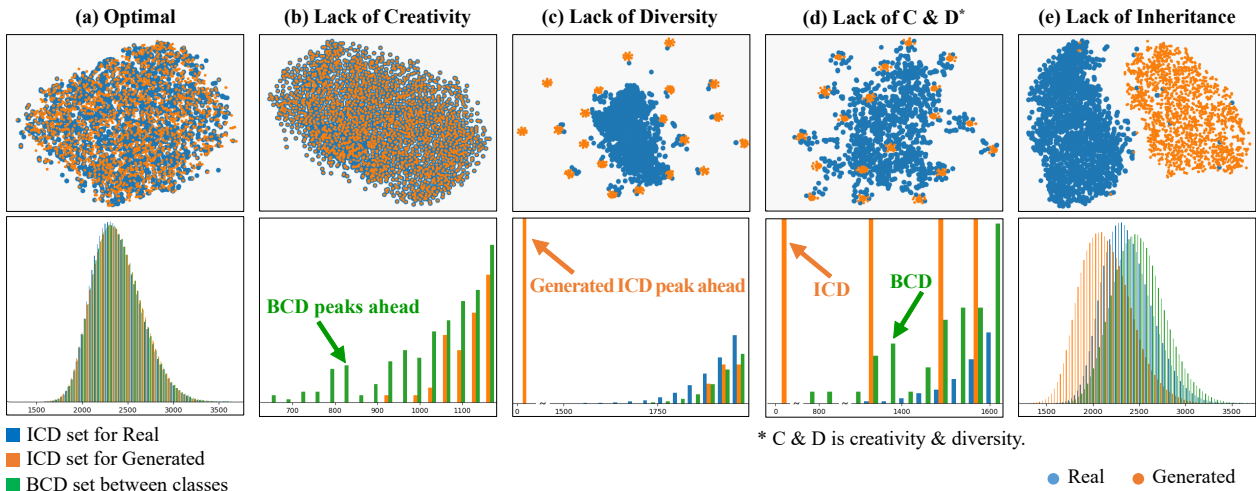 (a) Optimal
(b) Lack of Creativity
(c) Lack of Diversity
(d) Lack of C & D*
(e) Lack of Inheritance
BCD peaks ahead
Generated ICD peak ahead
ICD
BCD
1500 2000 2500 3000 3500
700 800 900 1000 1100
0 ~ 1500 1750
0 ~ 800 ~ 1400 1600
1500 2000 2500 3000 3500
ICD set for Real
ICD set for Generated
BCD set between classes
* C & D is creativity & diversity.
Real
Generated